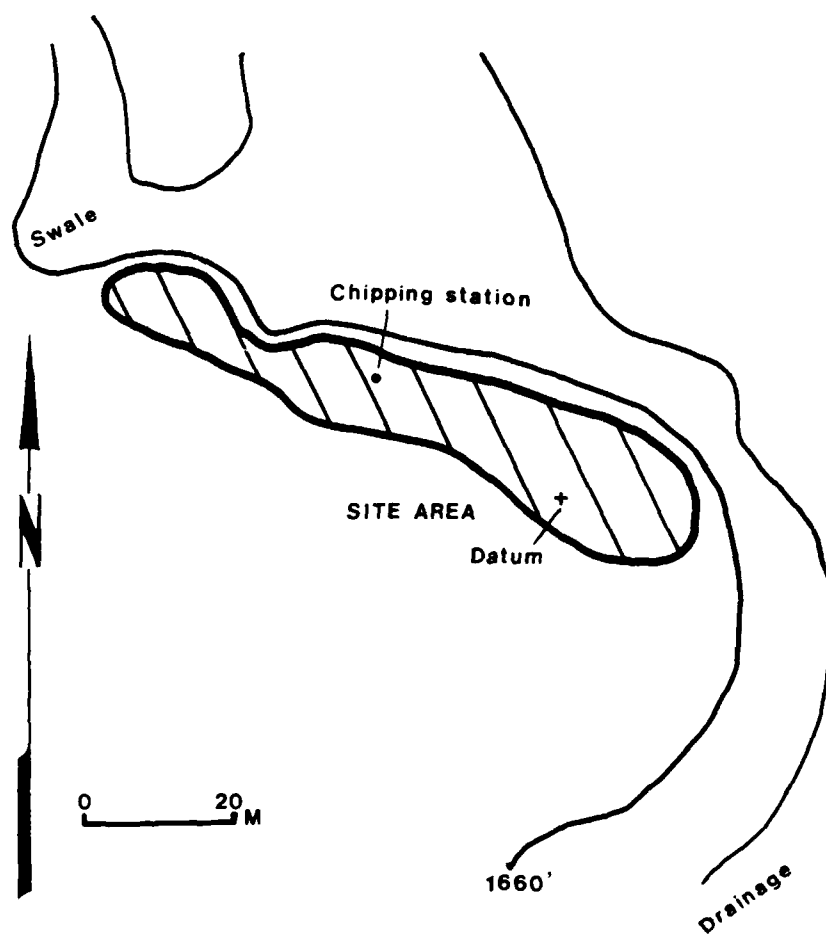 Swale
Chipping station
N
SITE AREA
Datum
0 20 M
1660'
Drainage